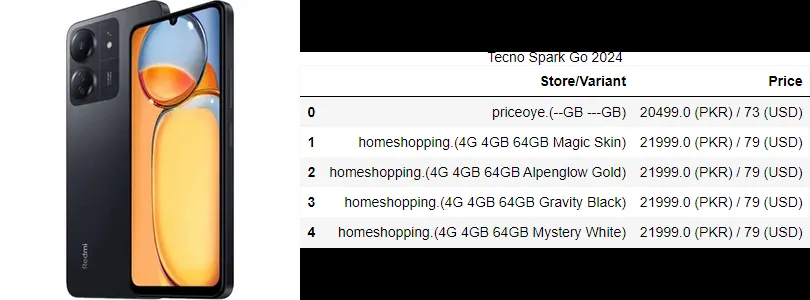 Redmi
Tecno Spark Go 2024
Store/Variant Price
0 priceoye.(--GB ---GB) 20499.0 (PKR) / 73 (USD)
1 homeshopping.(4G 4GB 64GB Magic Skin) 21999.0 (PKR) / 79 (USD)
2 homeshopping.(4G 4GB 64GB Alpenglow Gold) 21999.0 (PKR) / 79 (USD)
3 homeshopping.(4G 4GB 64GB Gravity Black) 21999.0 (PKR) / 79 (USD)
4 homeshopping.(4G 4GB 64GB Mystery White) 21999.0 (PKR) / 79 (USD)